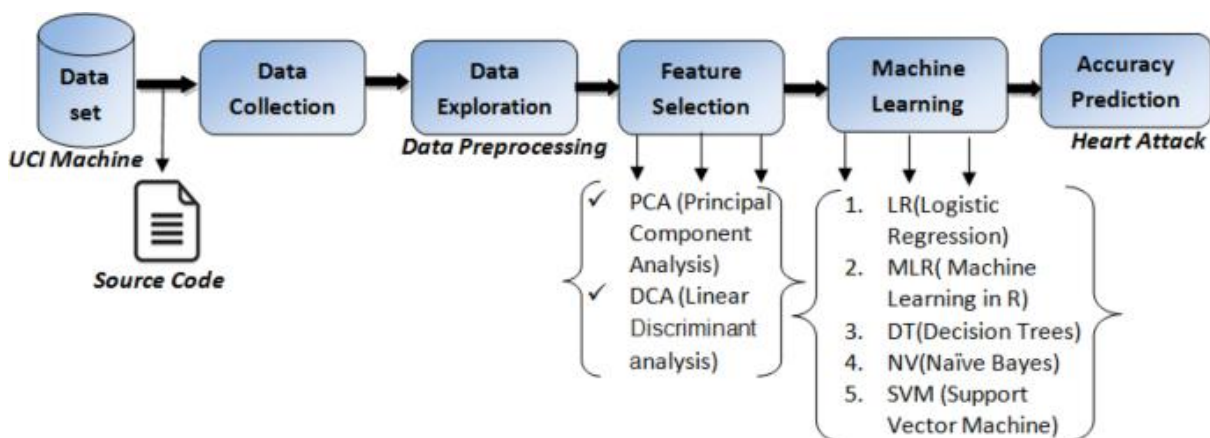 Data
set
UCI Machine
Source Code
Data
Collection
Data
Exploration
Data Preprocessing
Feature
Selection
✓ PCA (Principal
Component
Analysis)
✓ DCA (Linear
Discriminant
analysis)
Machine
Learning
1. LR(Logistic
Regression)
2. MLR( Machine
Learning in R)
3. DT(Decision Trees)
4. NV(Naïve Bayes)
5. SVM (Support
Vector Machine)
Accuracy
Prediction
Heart Attack